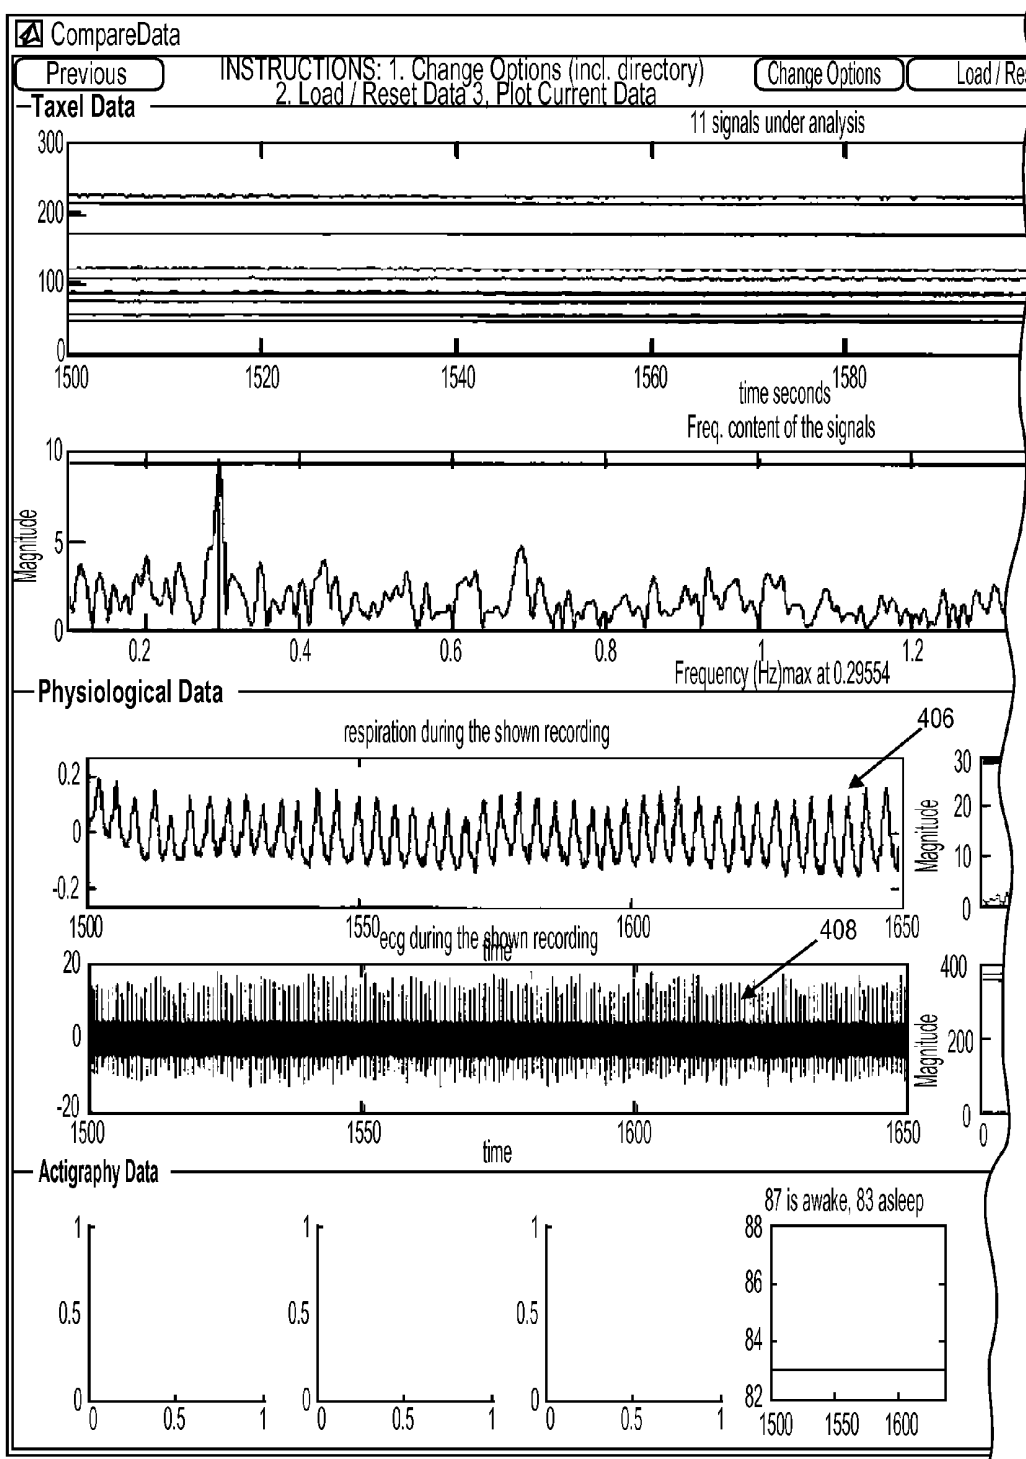 CompareData
Previous
INSTRUCTIONS: 1. Change Options (incl. directory)
2. Load / Reset Data 3, Plot Current Data
Change Options
Load / Re
Taxel Data
11 signals under analysis
300
200
100
0
1500 1520 1540 1560 1580
time seconds
Freq. content of the signals
10
5
0
Magnitude
0.2 0.4 0.6 0.8 1 1.2
Frequency (Hz)max at 0.29554
Physiological Data
respiration during the shown recording
406
0.2
0
-0.2
1500 1550 1600 1650
time
Magnitude
30
20
10
0
ecg during the shown recording
408
20
0
-20
1500 1550 1600 1650
time
Magnitude
400
200
0
0
Actigraphy Data
87 is awake, 83 asleep
1
0.5
0
0 0.5 1
1
0.5
0
0 0.5 1
1
0.5
0
0 0.5 1
88
86
84
82
1500 1550 1600